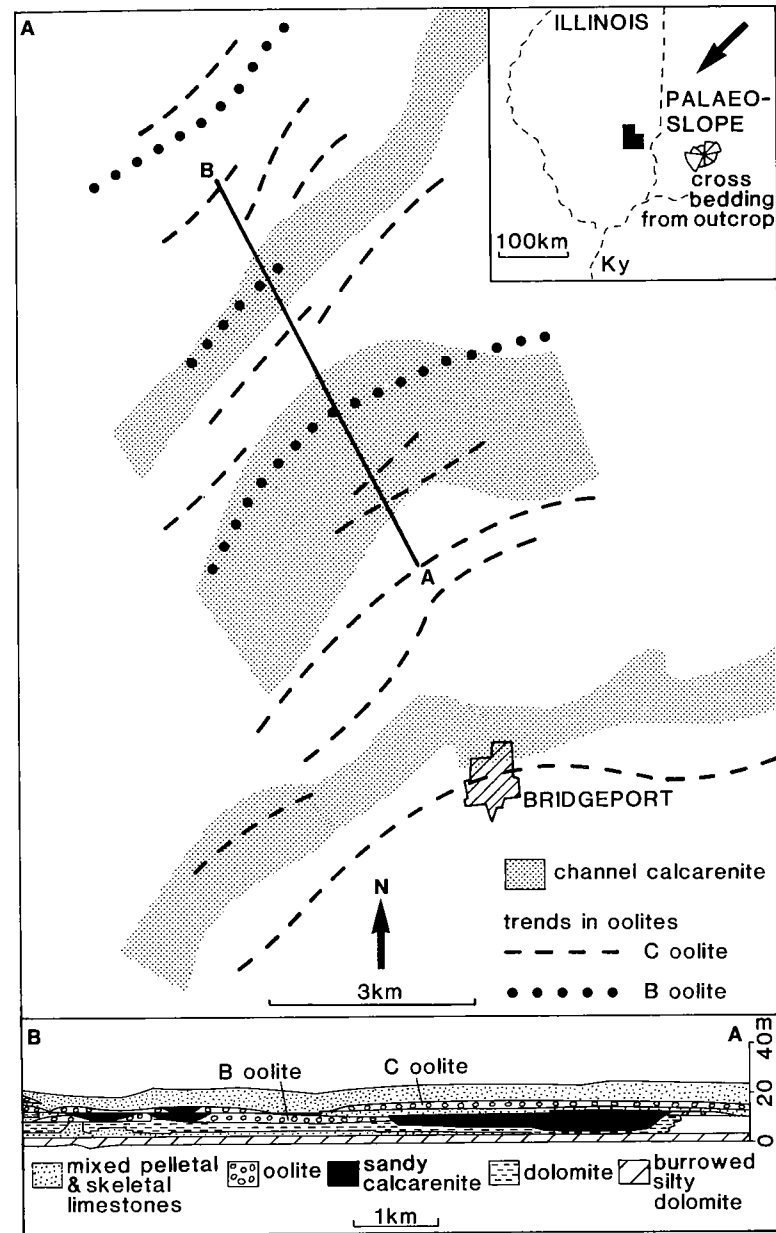 A
ILLINOIS
PALAEO-
SLOPE
cross
bedding
from outcrop
100km
Ky
B
A
BRIDGEPORT
channel calcarenite
N
trends in oolites
C oolite
B oolite
3km
B
A
40m
20
0
B oolite
C oolite
mixed pelletal
& skeletal
limestones
oolite
sandy
calcarenite
dolomite
burrowed
silty
dolomite
1km